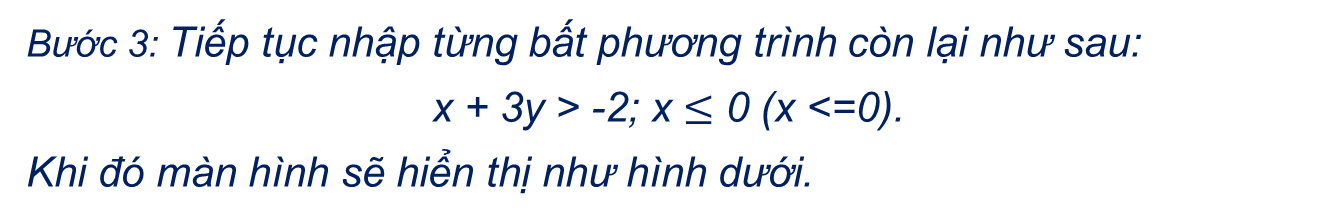 Bước 3: Tiếp tục nhập từng bất phương trình còn lại như sau:
x + 3y > -2; x ≤ 0 (x <=0).
Khi đó màn hình sẽ hiển thị như hình dưới.